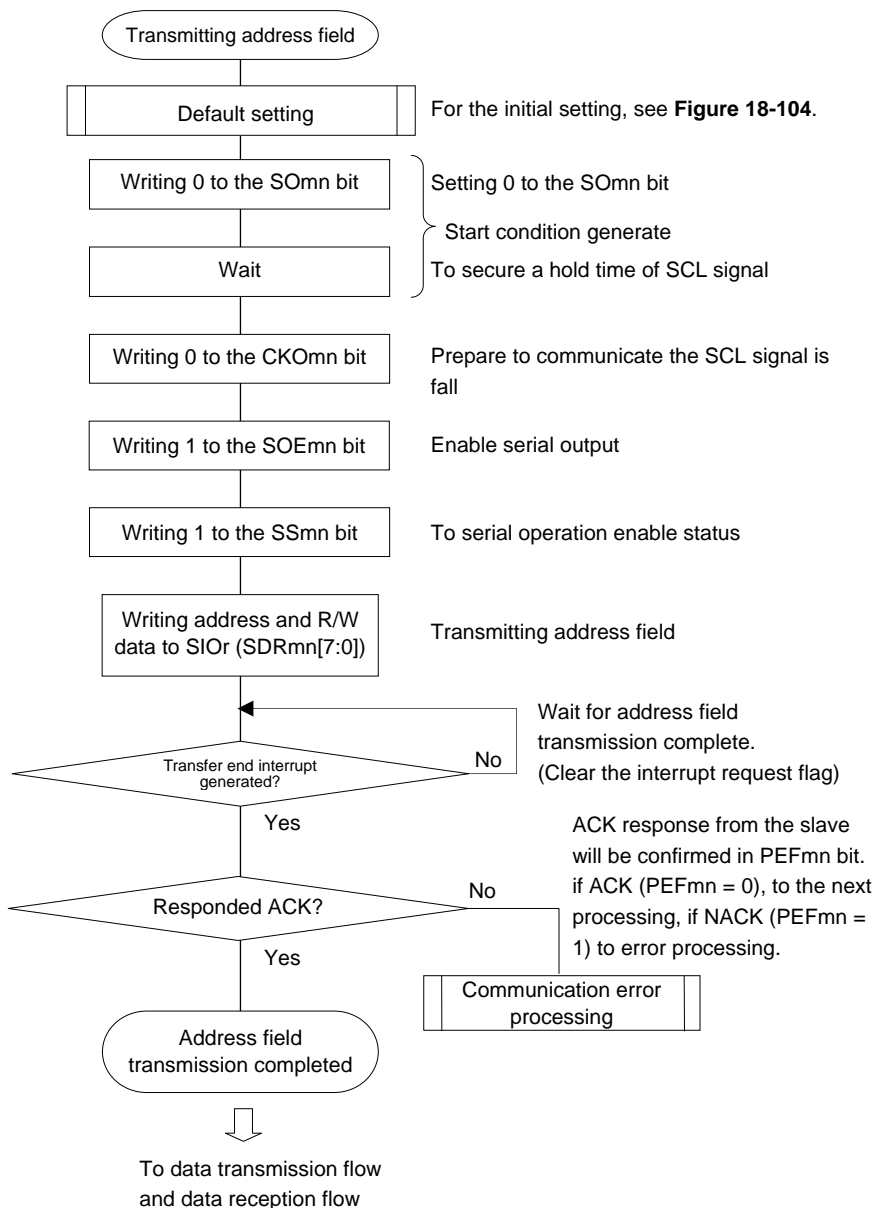 Transmitting address field
Default setting
For the initial setting, see Figure 18-104.
Writing 0 to the SOmn bit
Setting 0 to the SOmn bit
Start condition generate
Wait
To secure a hold time of SCL signal
Writing 0 to the CKOmn bit
Prepare to communicate the SCL signal is
fall
Writing 1 to the SOEmn bit
Enable serial output
Writing 1 to the SSmn bit
To serial operation enable status
Writing address and R/W
data to SIOr (SDRmn[7:0])
Transmitting address field
Wait for address field
transmission complete.
(Clear the interrupt request flag)
Transfer end interrupt
generated?
No
Yes
ACK response from the slave
will be confirmed in PEFmn bit.
if ACK (PEFmn = 0), to the next
processing, if NACK (PEFmn =
1) to error processing.
Responded ACK?
No
Yes
Communication error
processing
Address field
transmission completed
To data transmission flow
and data reception flow